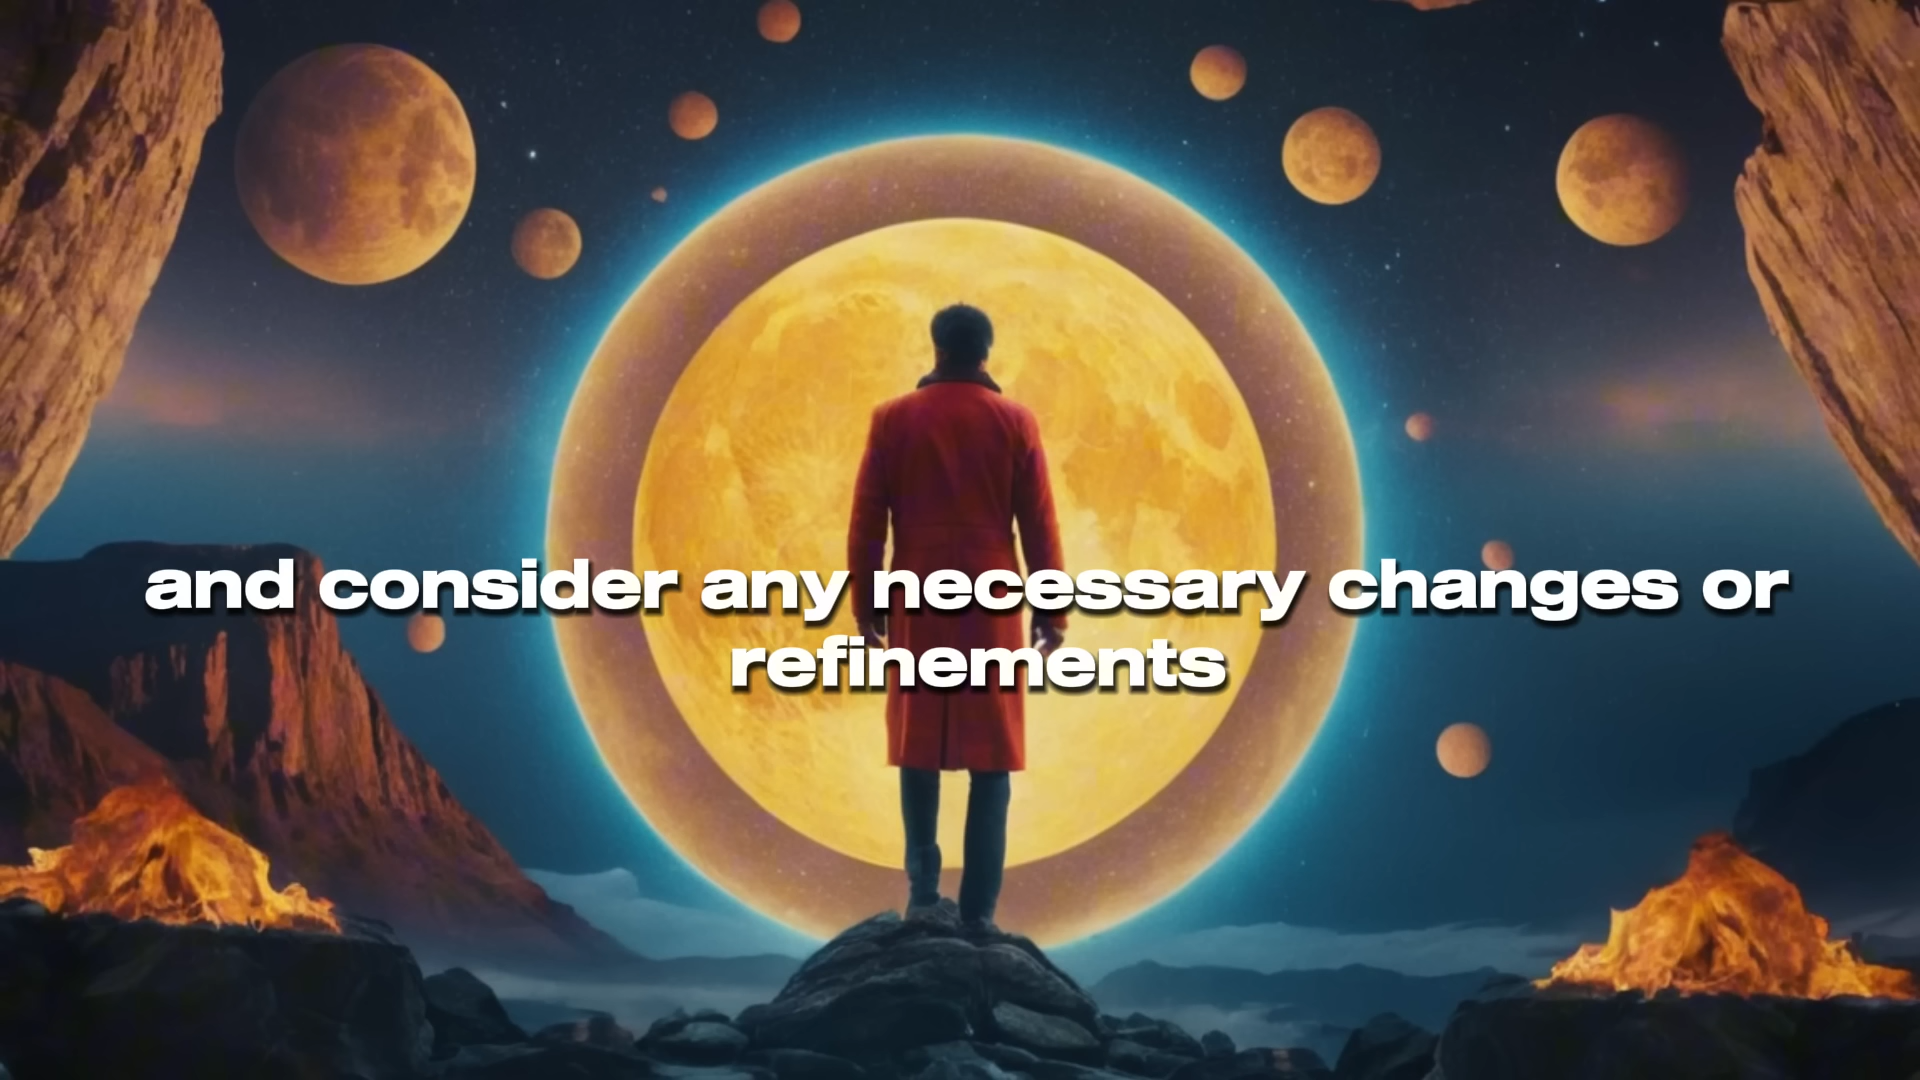 and consider any necessary changes or
refinements